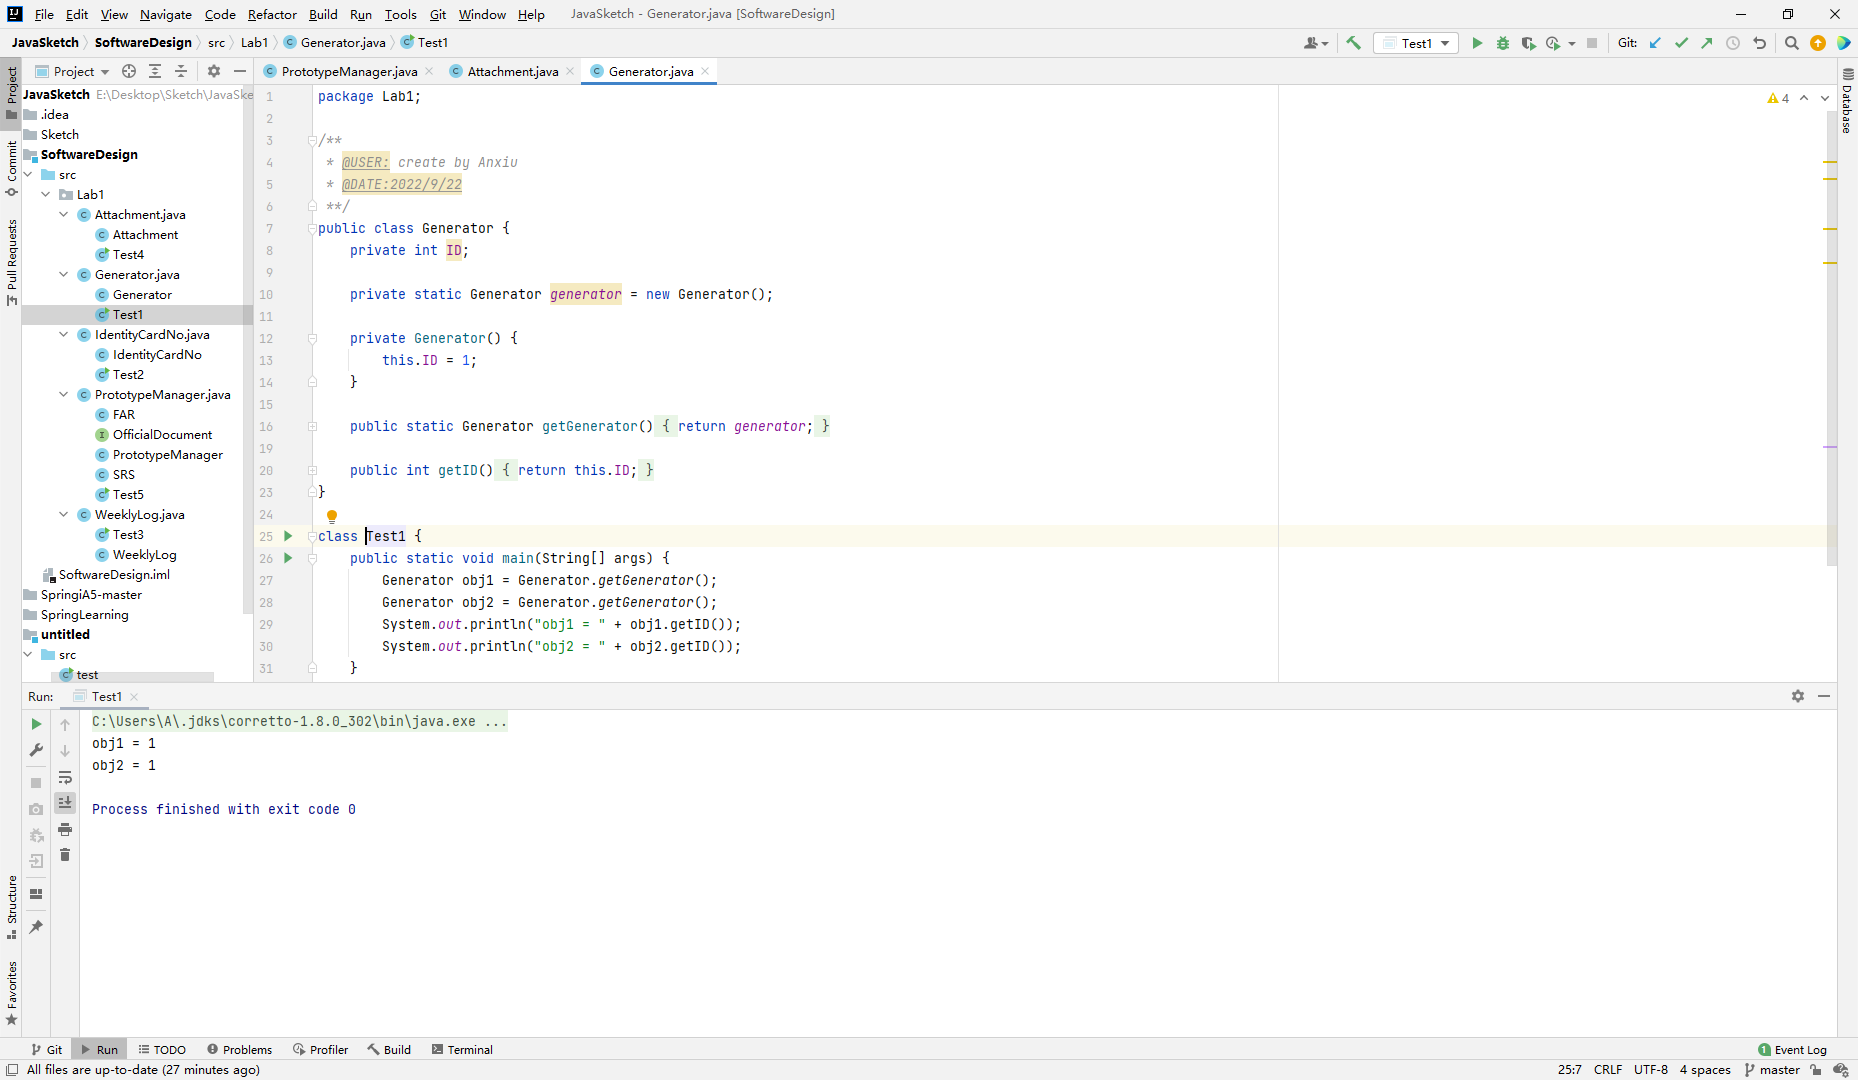 File Edit View Navigate Code Refactor Build Run Tools Git Window Help JavaSketch - Generator.java [SoftwareDesign]
JavaSketch SoftwareDesign src Lab1 Generator.java Test1
Test1
Git:
Project
PrototypeManager.java Attachment.java Generator.java
Project
Commit
Pull Requests
Structure
Favorites
Database
JavaSketch E:\Desktop\Sketch\JavaSke
.idea
Sketch
SoftwareDesign
src
Lab1
Attachment.java
Attachment
Test4
Generator.java
Generator
Test1
IdentityCardNo.java
IdentityCardNo
Test2
PrototypeManager.java
FAR
OfficialDocument
PrototypeManager
SRS
Test5
WeeklyLog.java
Test3
WeeklyLog
SoftwareDesign.iml
SpringiA5-master
SpringLearning
untitled
src
test
4
1 package Lab1;
2
3 /**
4 * @USER: create by Anxiu
5 * @DATE:2022/9/22
6 **/
7 public class Generator {
8 private int ID;
9
10 private static Generator generator = new Generator();
11
12 private Generator() {
13 this.ID = 1;
14 }
15
16 public static Generator getGenerator() { return generator; }
19
20 public int getID() { return this.ID; }
23 }
24
25 class Test1 {
26 public static void main(String[] args) {
27 Generator obj1 = Generator.getGenerator();
28 Generator obj2 = Generator.getGenerator();
29 System.out.println("obj1 = " + obj1.getID());
30 System.out.println("obj2 = " + obj2.getID());
31 }
Run: Test1
C:\Users\A\.jdks\corretto-1.8.0_302\bin\java.exe ...
obj1 = 1
obj2 = 1
Process finished with exit code 0
Git Run TODO Problems Profiler Build Terminal 1 Event Log
All files are up-to-date (27 minutes ago) 25:7 CRLF UTF-8 4 spaces master